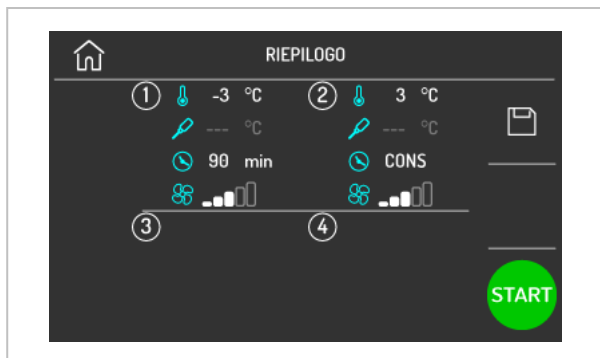 RIEPILOGO
1 -3 °C 2 3 °C
--- °C --- °C
90 min CONS
3 4
START